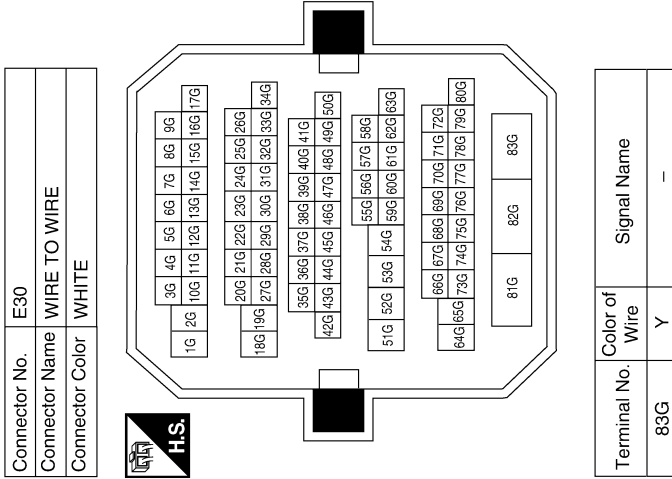 Connector No. E30
Connector Name WIRE TO WIRE
Connector Color WHITE
H.S.
1G 2G 3G 4G 5G 6G 7G 8G 9G
10G 11G 12G 13G 14G 15G 16G 17G
18G 19G 20G 21G 22G 23G 24G 25G 26G
27G 28G 29G 30G 31G 32G 33G 34G
35G 36G 37G 38G 39G 40G 41G
42G 43G 44G 45G 46G 47G 48G 49G 50G
51G 52G 53G 54G 55G 56G 57G 58G
59G 60G 61G 62G 63G
64G 65G 66G 67G 68G 69G 70G 71G 72G
73G 74G 75G 76G 77G 78G 79G 80G
81G 82G 83G
Terminal No. Color of Wire Signal Name
83G Y –